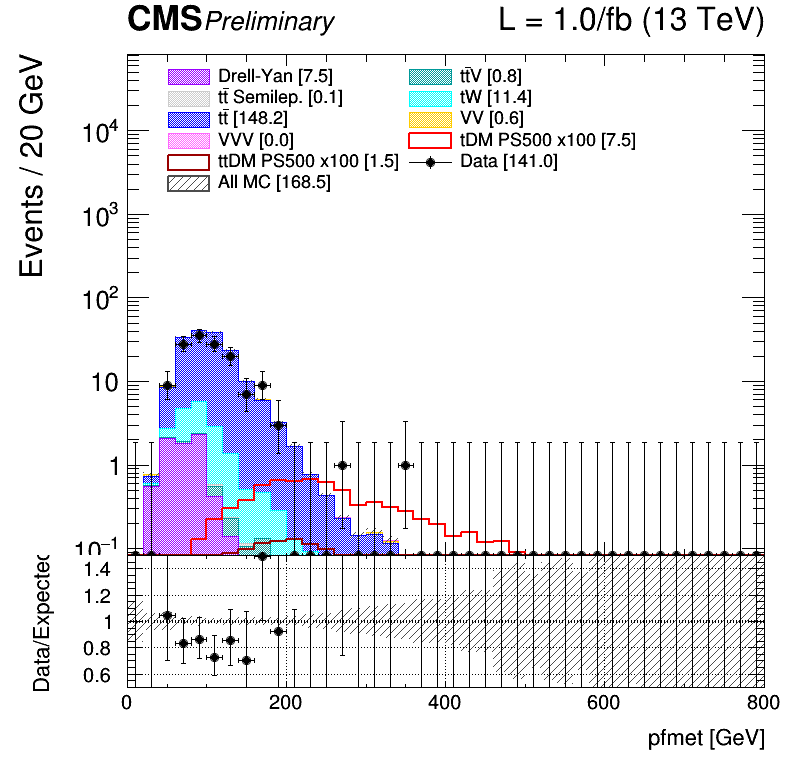 CMS Preliminary L = 1.0/fb (13 TeV)
Events / 20 GeV
Drell-Yan [7.5] tt̄V [0.8]
tt̄ Semilep. [0.1] tW [11.4]
tt̄ [148.2] VV [0.6]
VVV [0.0] tDM PS500 x100 [7.5]
ttDM PS500 x100 [1.5] Data [141.0]
All MC [168.5]
10⁴
10³
10²
10
1
10⁻¹
Data/Expected
1.4
1.2
1
0.8
0.6
0 200 400 600 800
pfmet [GeV]